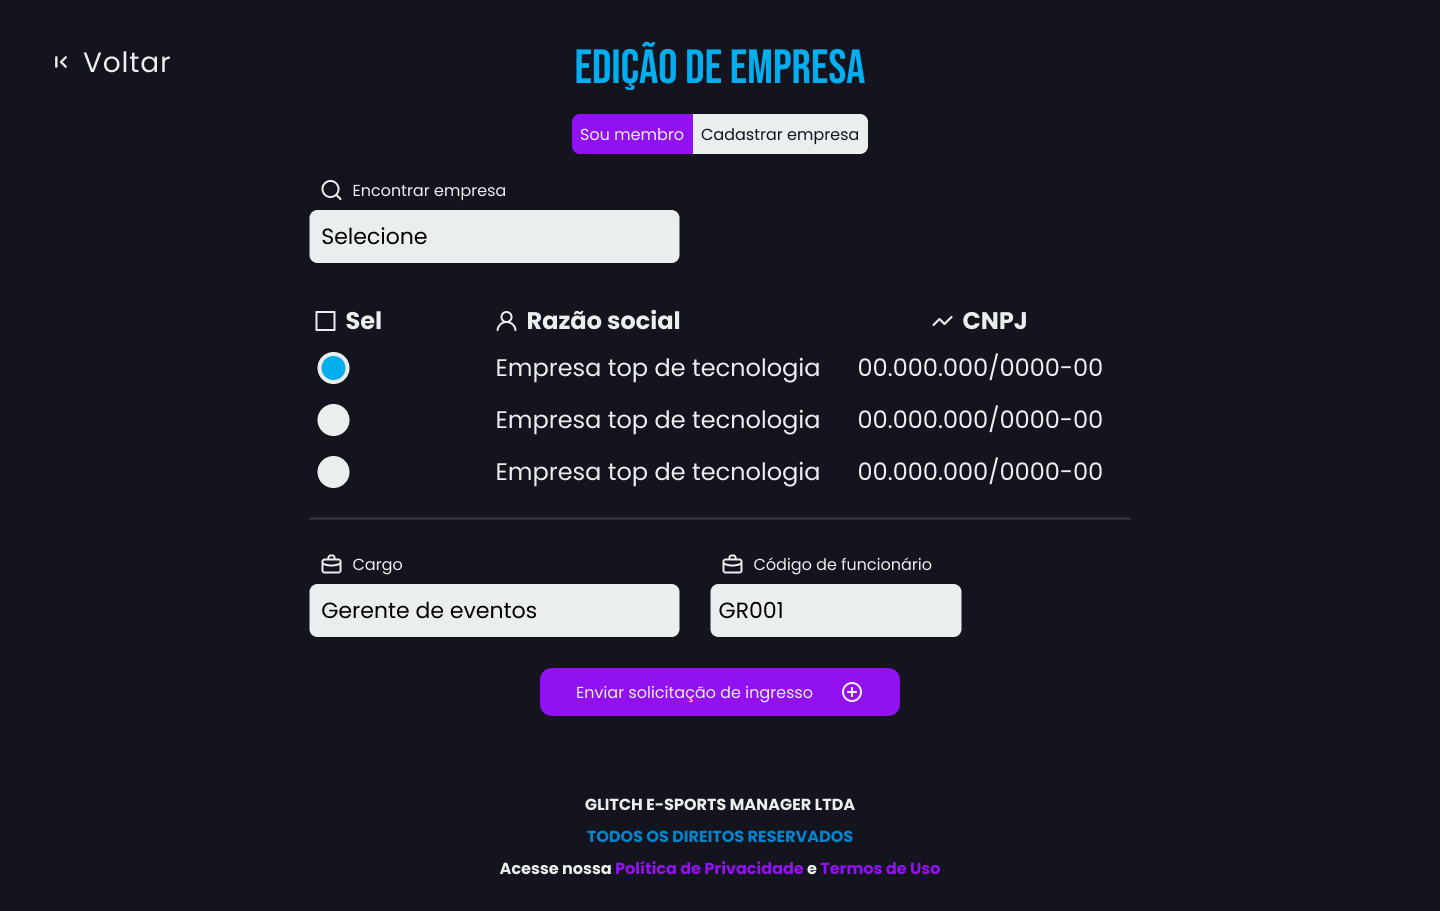 Voltar
EDIÇÃO DE EMPRESA
Sou membro Cadastrar empresa
Encontrar empresa
Selecione
Sel Razão social CNPJ
Empresa top de tecnologia 00.000.000/0000-00
Empresa top de tecnologia 00.000.000/0000-00
Empresa top de tecnologia 00.000.000/0000-00
Cargo Código de funcionário
Gerente de eventos GR001
Enviar solicitação de ingresso
GLITCH E-SPORTS MANAGER LTDA
TODOS OS DIREITOS RESERVADOS
Acesse nossa Política de Privacidade e Termos de Uso